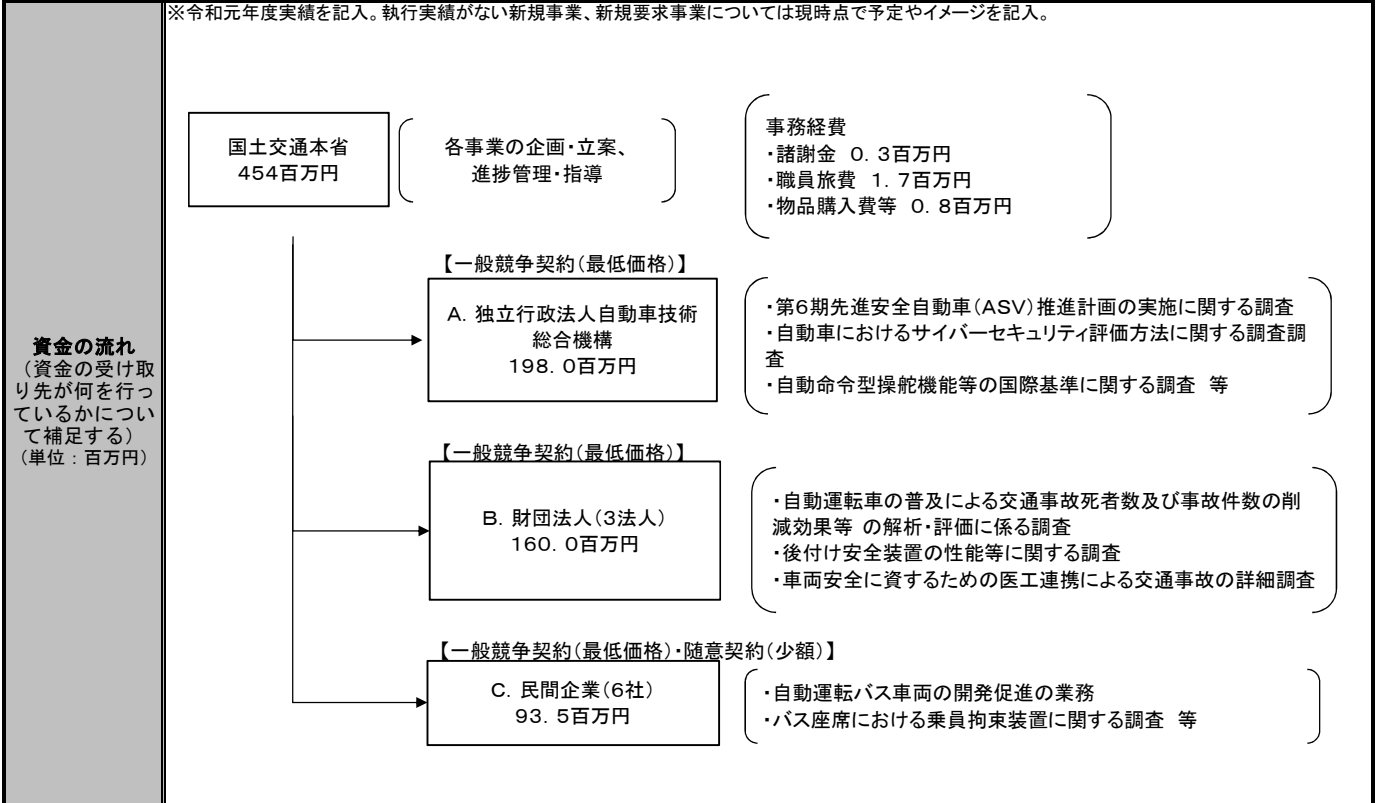 ※令和元年度実績を記入。執行実績がない新規事業、新規要求事業については現時点で予定やイメージを記入。
資金の流れ
（資金の受け取
り先が何を行っ
ているかについ
て補足する）
（単位：百万円）
国土交通本省
454百万円
各事業の企画・立案、
進捗管理・指導
事務経費
・諸謝金　0．3百万円
・職員旅費　1．7百万円
・物品購入費等　0．8百万円
【一般競争契約（最低価格）】
A．独立行政法人自動車技術
総合機構
198．0百万円
・第6期先進安全自動車（ASV）推進計画の実施に関する調査
・自動車におけるサイバーセキュリティ評価方法に関する調査調
査
・自動命令型操舵機能等の国際基準に関する調査　等
【一般競争契約（最低価格）】
B．財団法人（3法人）
160．0百万円
・自動運転車の普及による交通事故死者数及び事故件数の削
減効果等 の解析・評価に係る調査
・後付け安全装置の性能等に関する調査
・車両安全に資するための医工連携による交通事故の詳細調査
【一般競争契約（最低価格）・随意契約（少額）】
C．民間企業（6社）
93．5百万円
・自動運転バス車両の開発促進の業務
・バス座席における乗員拘束装置に関する調査　等